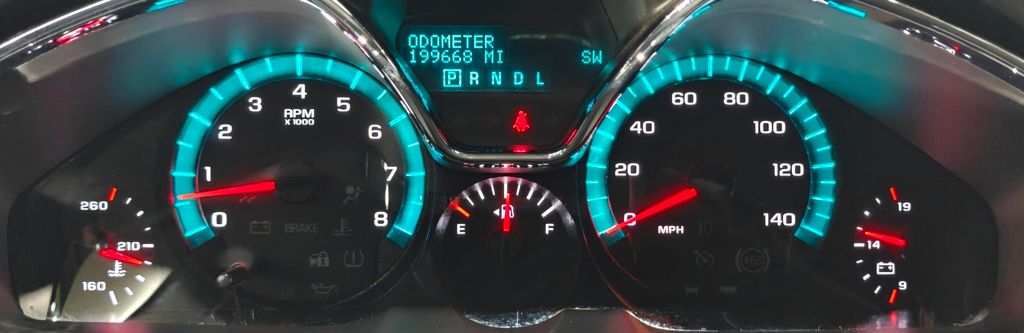 ODOMETER
199668 MI SW
P R N D L
0
1
2
3
4
5
6
7
8
RPM
X 1000
BRAKE
260
210
160
E F
0
20
40
60
80
100
120
140
MPH
ABS
19
14
9